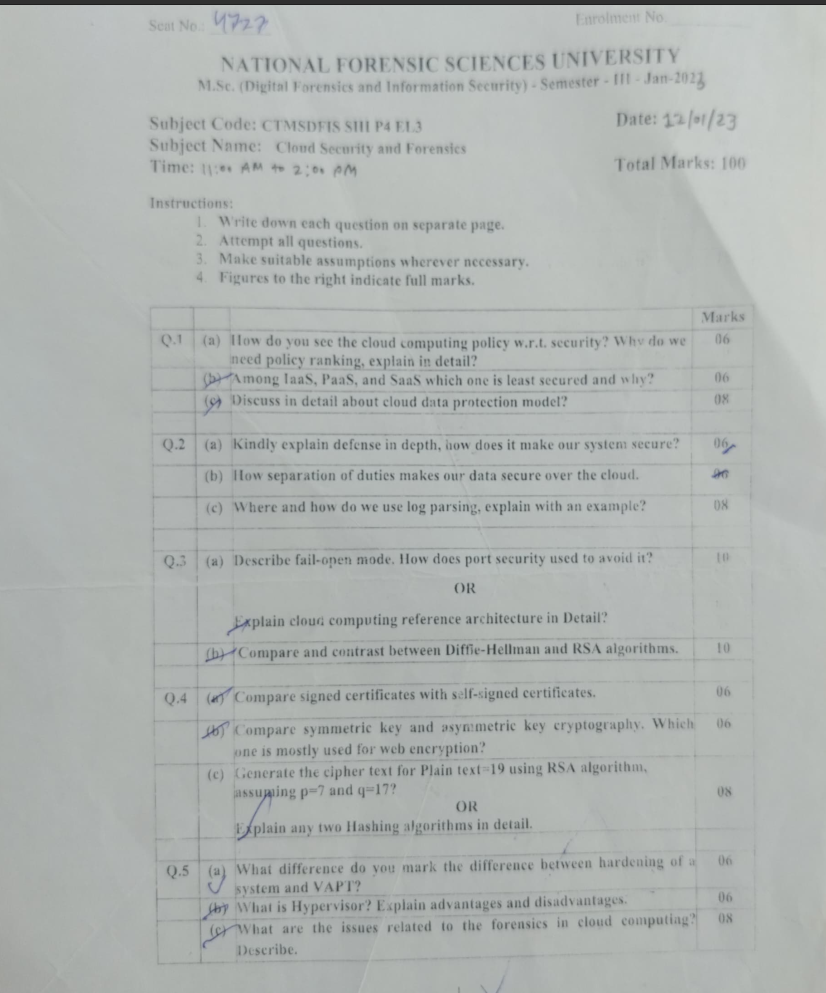 Seat No.: 4727
Enrolment No.
NATIONAL FORENSIC SCIENCES UNIVERSITY
M.Sc. (Digital Forensics and Information Security) - Semester - III - Jan-2023
Subject Code: CTMSDFIS SIII P4 EL3
Date: 12/01/23
Subject Name: Cloud Security and Forensics
Time: 11:00 AM to 2:00 PM
Total Marks: 100
Instructions:
1. Write down each question on separate page.
2. Attempt all questions.
3. Make suitable assumptions wherever necessary.
4. Figures to the right indicate full marks.
Marks
Q.1 (a) How do you see the cloud computing policy w.r.t. security? Why do we 06
need policy ranking, explain in detail?
(b) Among IaaS, PaaS, and SaaS which one is least secured and why? 06
(c) Discuss in detail about cloud data protection model? 08
Q.2 (a) Kindly explain defense in depth, how does it make our system secure? 06
(b) How separation of duties makes our data secure over the cloud. 06
(c) Where and how do we use log parsing, explain with an example? 08
Q.3 (a) Describe fail-open mode. How does port security used to avoid it? 10
OR
Explain cloud computing reference architecture in Detail?
(b) Compare and contrast between Diffie-Hellman and RSA algorithms. 10
Q.4 (a) Compare signed certificates with self-signed certificates. 06
(b) Compare symmetric key and asymmetric key cryptography. Which 06
one is mostly used for web encryption?
(c) Generate the cipher text for Plain text=19 using RSA algorithm,
assuming p=7 and q=17? 08
OR
Explain any two Hashing algorithms in detail.
Q.5 (a) What difference do you mark the difference between hardening of a 06
system and VAPT?
(b) What is Hypervisor? Explain advantages and disadvantages. 06
(c) What are the issues related to the forensics in cloud computing? 08
Describe.